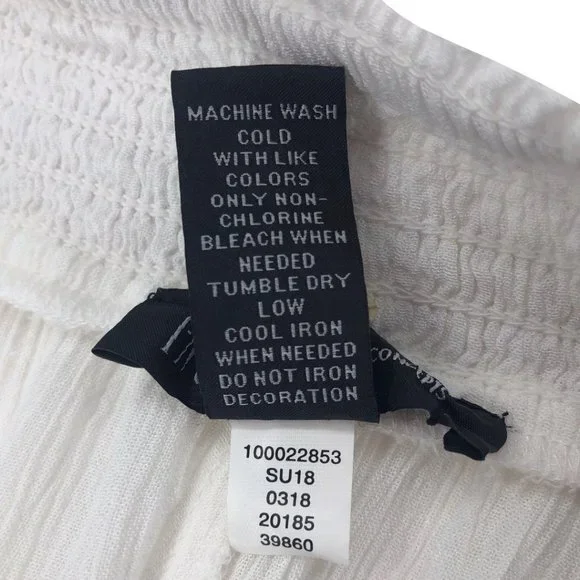 MACHINE WASH
COLD
WITH LIKE
COLORS
ONLY NON-
CHLORINE
BLEACH WHEN
NEEDED
TUMBLE DRY
LOW
COOL IRON
WHEN NEEDED
DO NOT IRON
DECORATION
CONCEPTS
100022853
SU18
0318
20185
39860